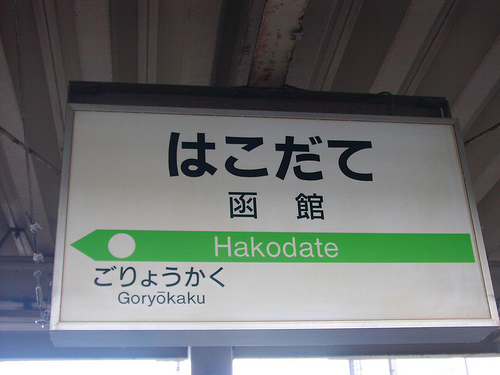 はこだて
函 館
Hakodate
ごりょうかく
Goryōkaku